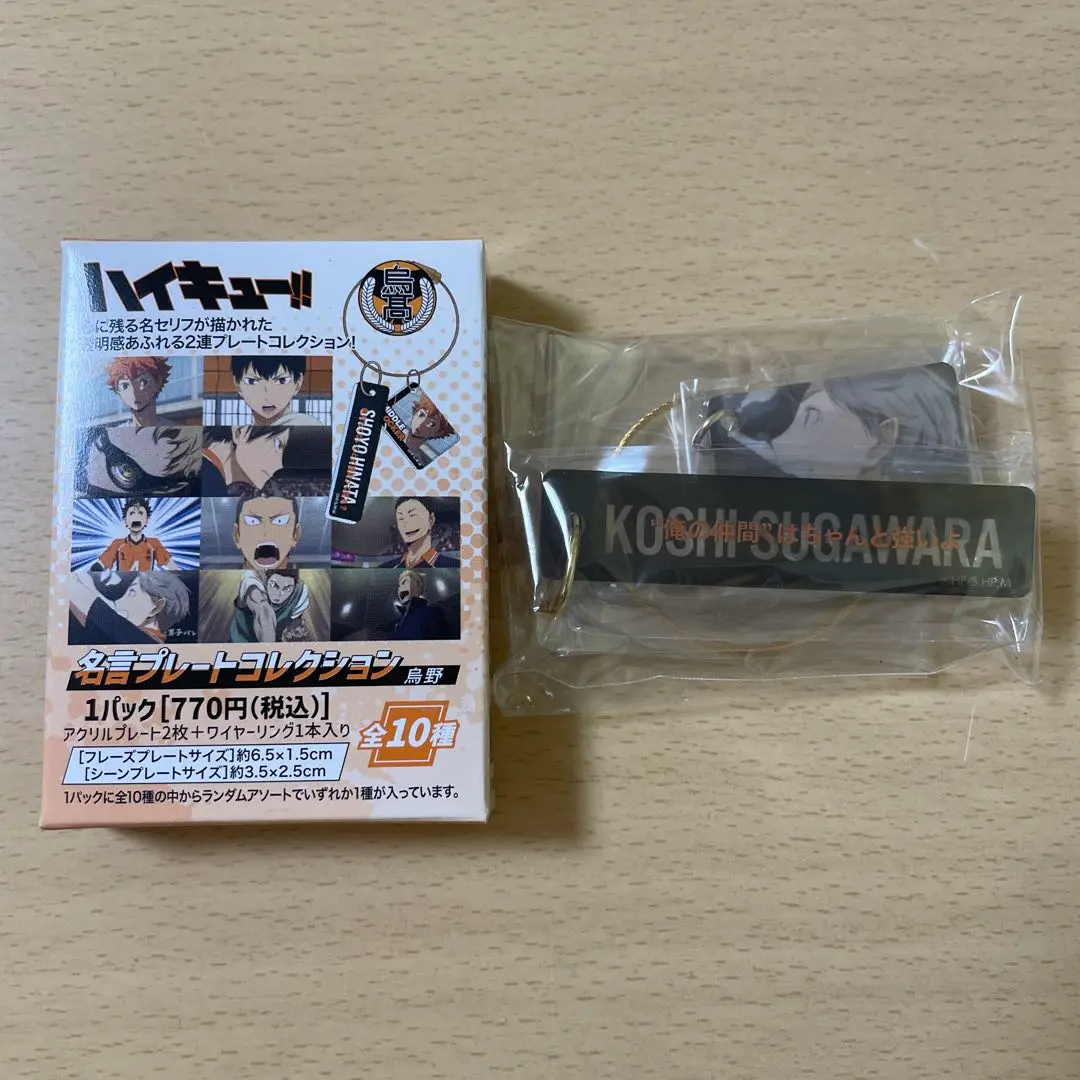 ハイキュー!!
烏高
心に残る名セリフが描かれた
透明感あふれる2連プレートコレクション!
SHOYO HINATA
MIDDLE
BLOCKER
名言プレートコレクション 烏野
1パック[770円(税込)]
アクリルプレート2枚+ワイヤーリング1本入り
全10種
[フレーズプレートサイズ]約6.5×1.5cm
[シーンプレートサイズ]約3.5×2.5cm
1パックに全10種の中からランダムアソートでいずれか1種が入っています。
KOSHI SUGAWARA
"俺の仲間"はちゃんと強いよ